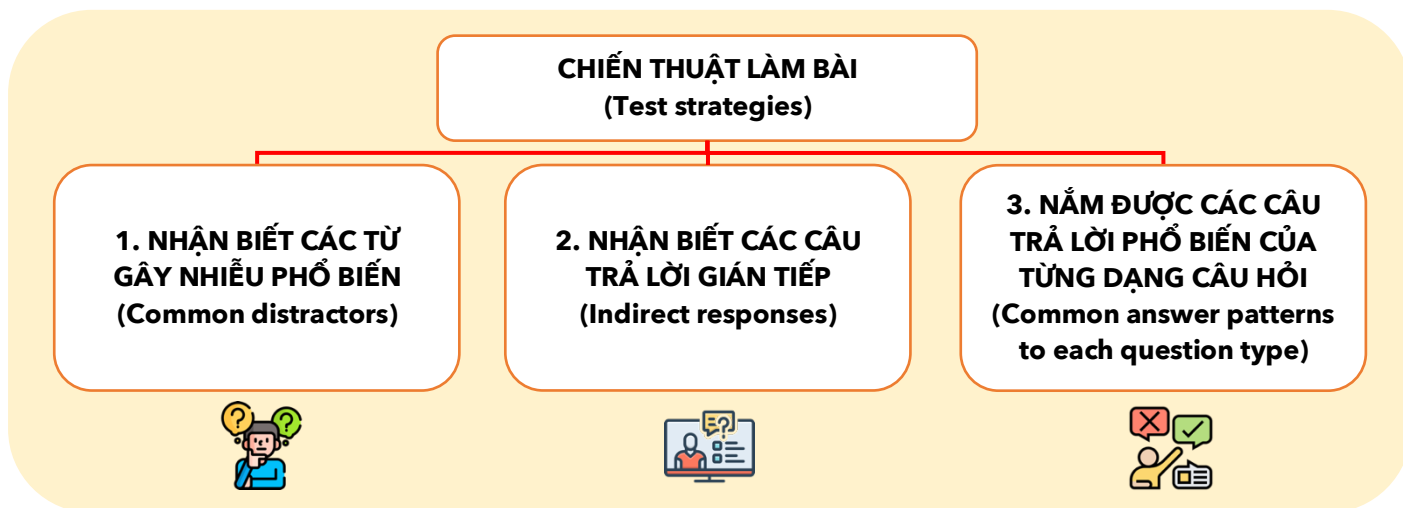 CHIẾN THUẬT LÀM BÀI
(Test strategies)
1. NHẬN BIẾT CÁC TỪ
GÂY NHIỄU PHỔ BIẾN
(Common distractors)
2. NHẬN BIẾT CÁC CÂU
TRẢ LỜI GIÁN TIẾP
(Indirect responses)
3. NẮM ĐƯỢC CÁC CÂU
TRẢ LỜI PHỔ BIẾN CỦA
TỪNG DẠNG CÂU HỎI
(Common answer patterns
to each question type)